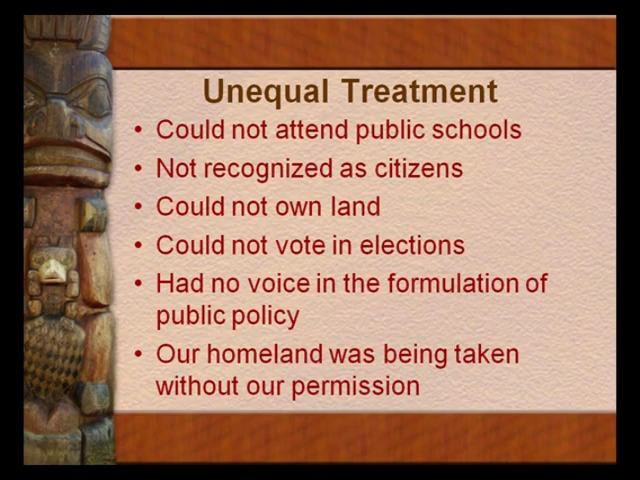 Unequal Treatment
• Could not attend public schools
• Not recognized as citizens
• Could not own land
• Could not vote in elections
• Had no voice in the formulation of
public policy
• Our homeland was being taken
without our permission